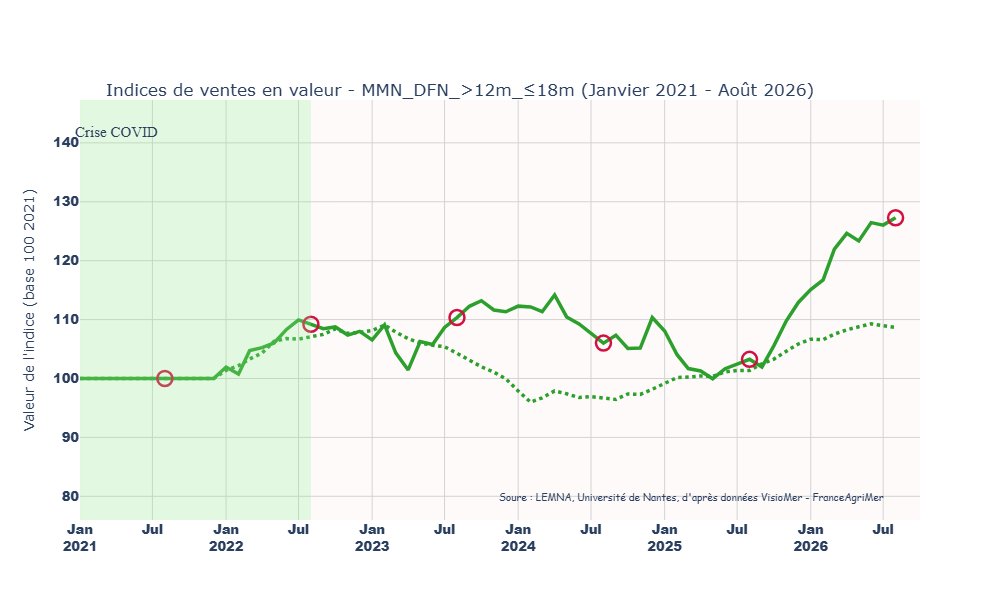 Indices de ventes en valeur - MMN_DFN_>12m_≤18m (Janvier 2021 - Août 2026)
Crise COVID
Valeur de l'indice (base 100 2021)
140
130
120
110
100
90
80
Soure : LEMNA, Université de Nantes, d'après données VisioMer - FranceAgriMer
Jan Jul Jan Jul Jan Jul Jan Jul Jan Jul Jan Jul
2021 2022 2023 2024 2025 2026